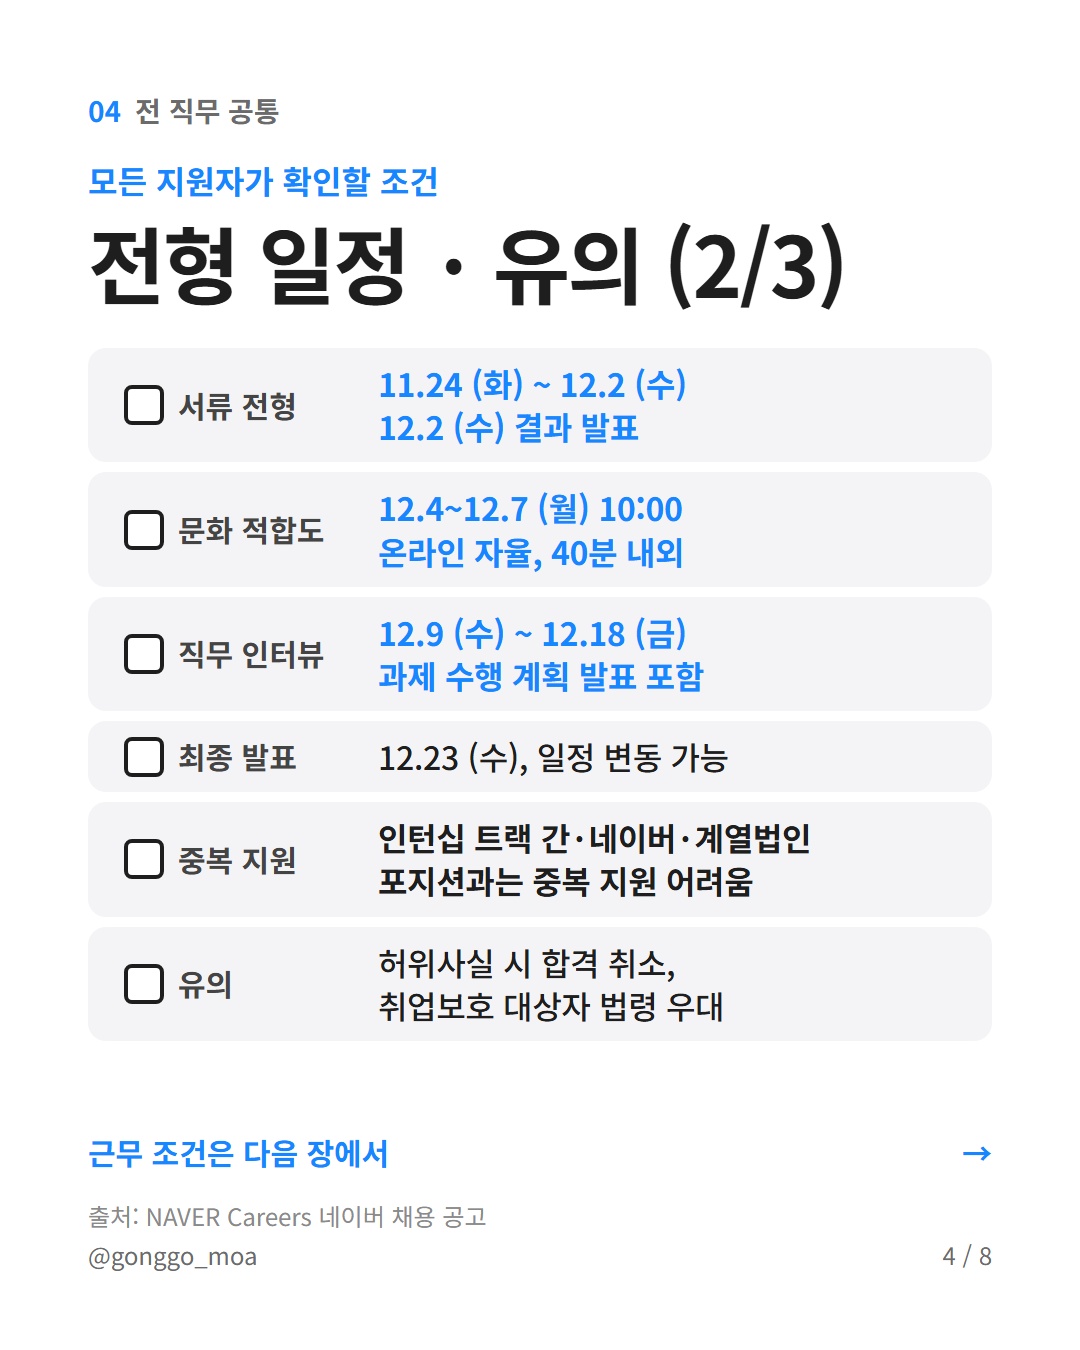 04 전 직무 공통
모든 지원자가 확인할 조건
전형 일정 · 유의 (2/3)
서류 전형
11.24 (화) ~ 12.2 (수)
12.2 (수) 결과 발표
문화 적합도
12.4~12.7 (월) 10:00
온라인 자율, 40분 내외
직무 인터뷰
12.9 (수) ~ 12.18 (금)
과제 수행 계획 발표 포함
최종 발표
12.23 (수), 일정 변동 가능
중복 지원
인턴십 트랙 간·네이버·계열법인
포지션과는 중복 지원 어려움
유의
허위사실 시 합격 취소,
취업보호 대상자 법령 우대
근무 조건은 다음 장에서 →
출처: NAVER Careers 네이버 채용 공고
@gonggo_moa
4 / 8